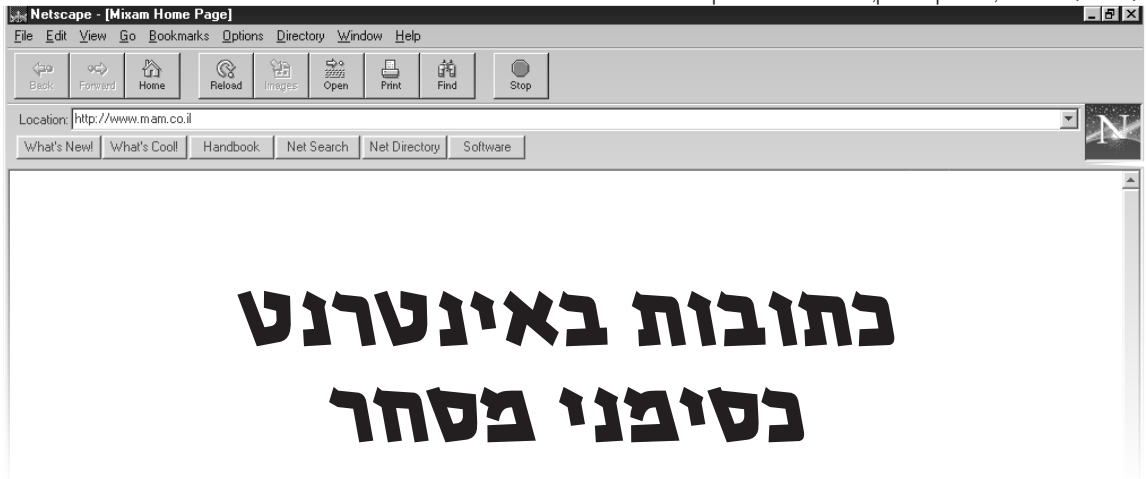 Netscape - [Mixam Home Page]
File Edit View Go Bookmarks Options Directory Window Help
Back Forward Home Reload Images Open Print Find Stop
Location: http://www.mam.co.il
N
What's New! What's Cool! Handbook Net Search Net Directory Software
כתובות באינטרנט
כסימני מסחר